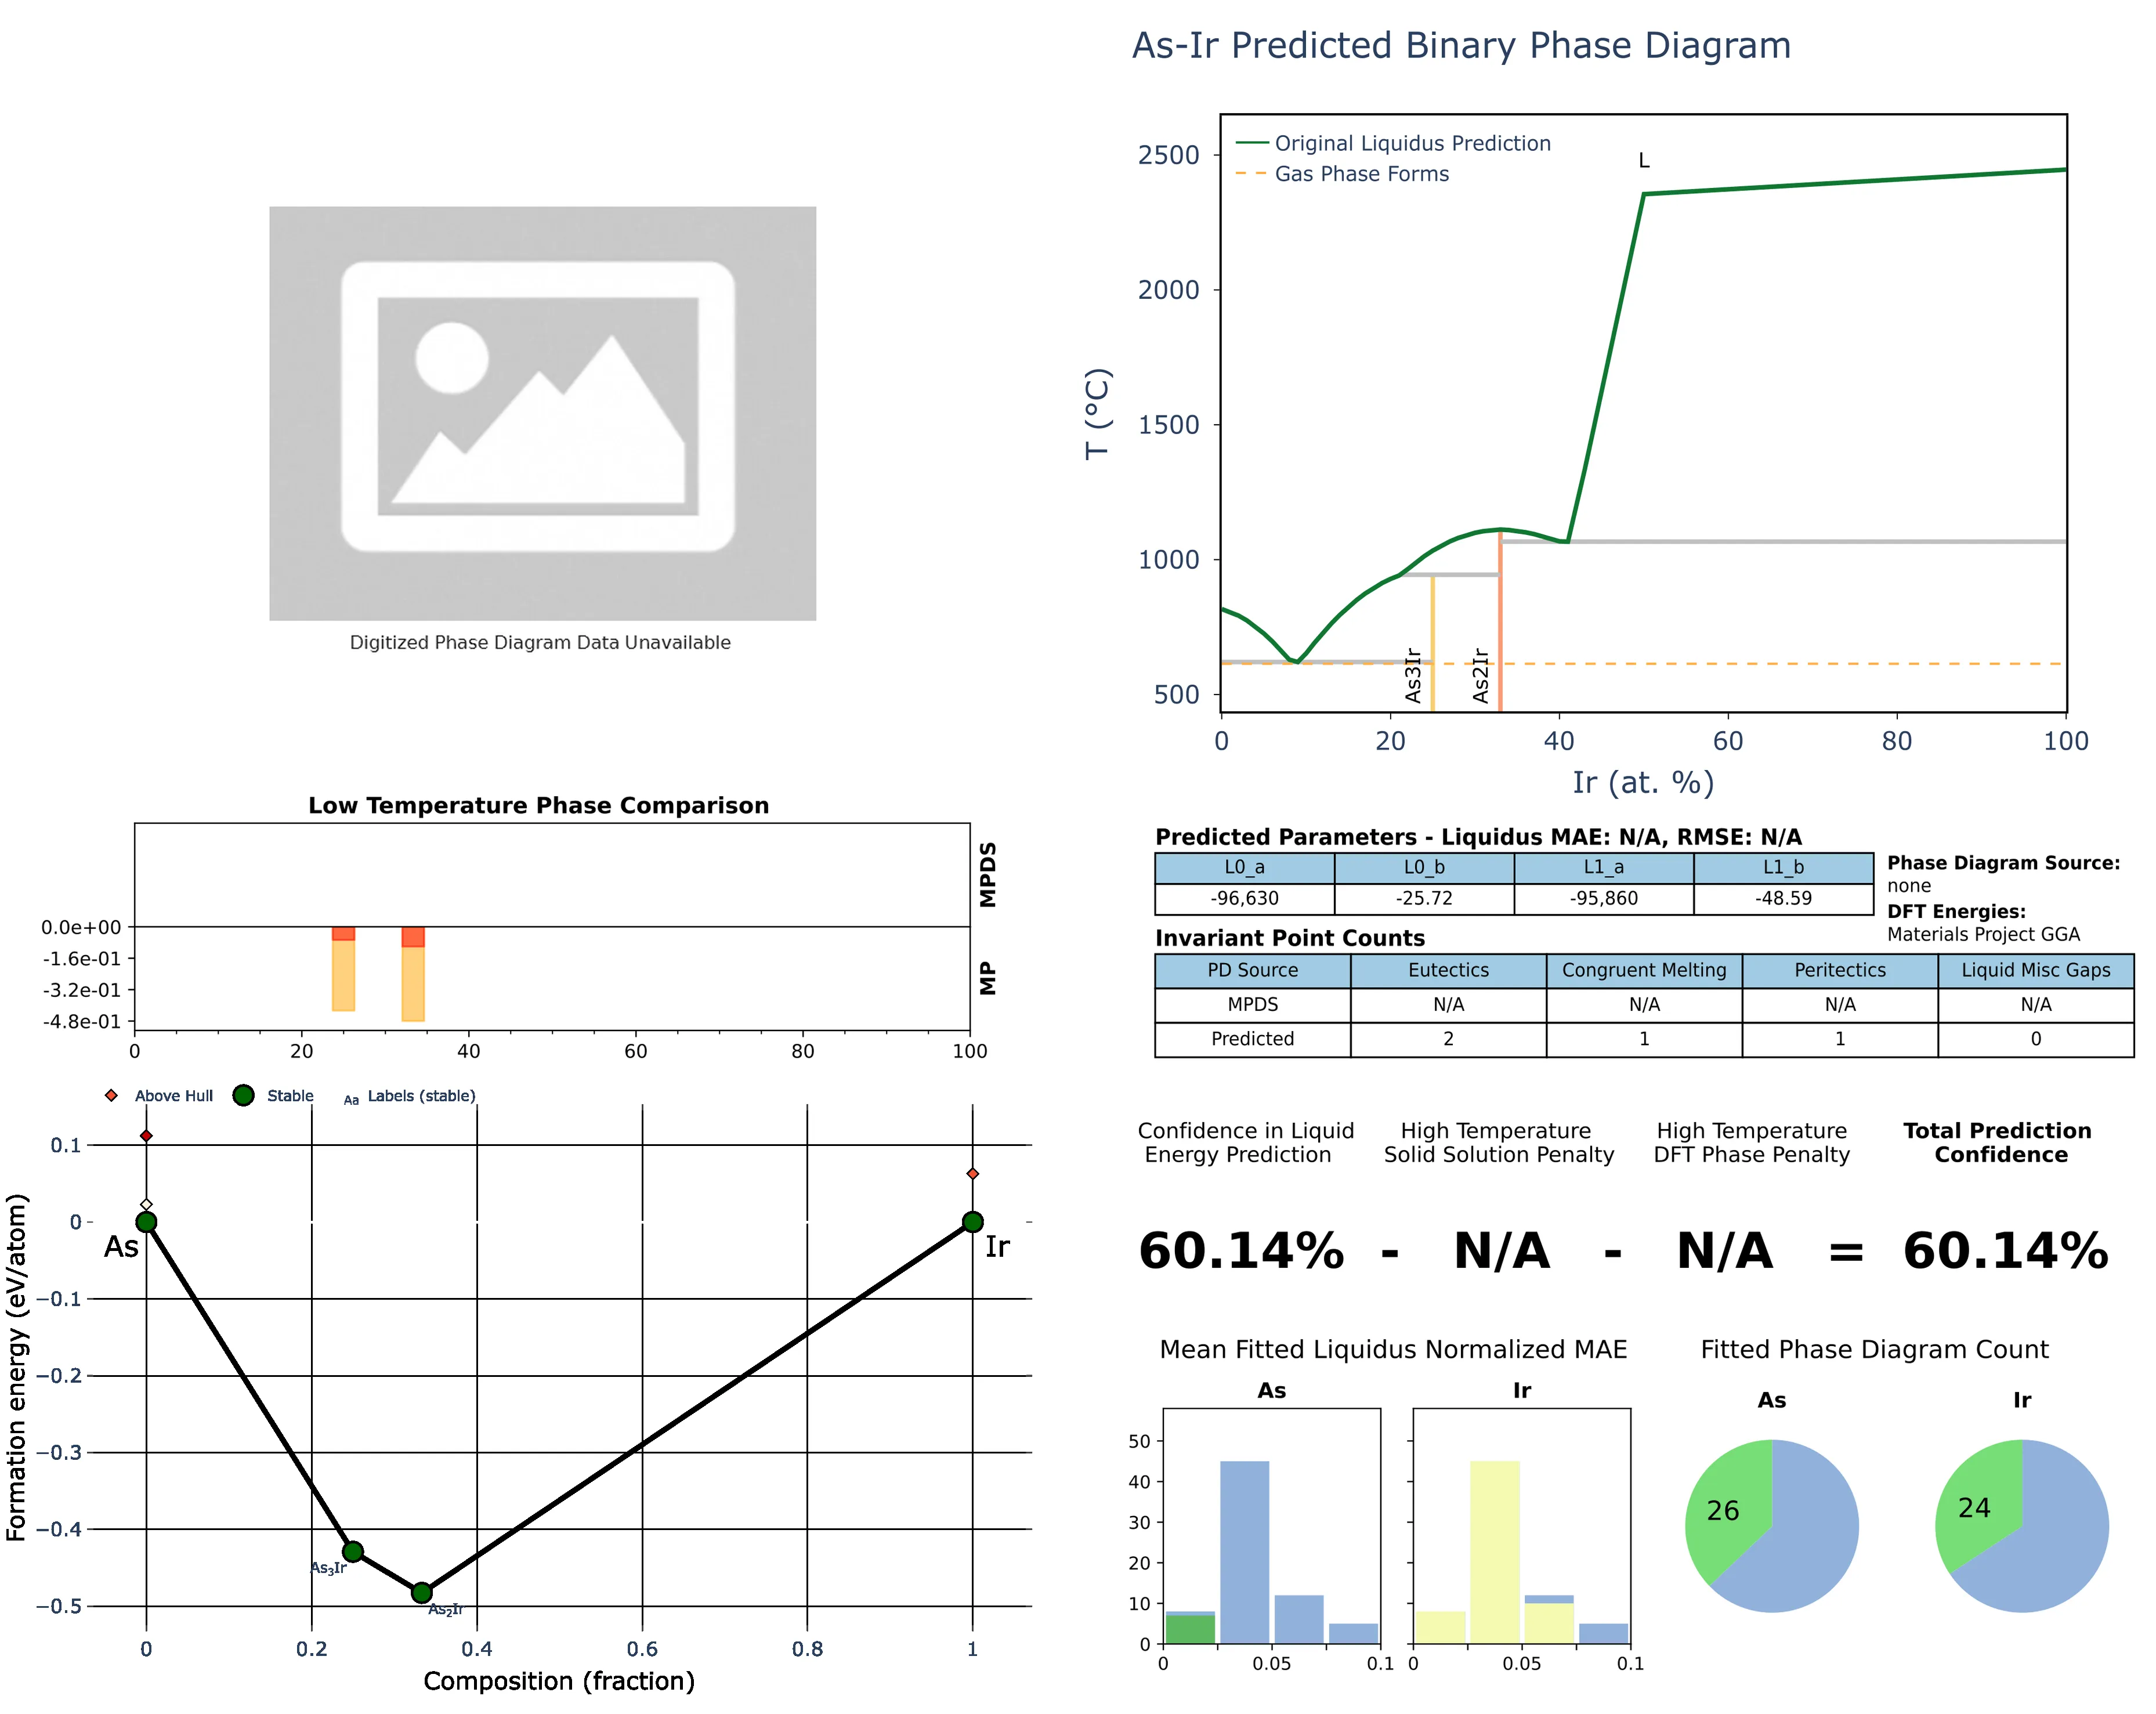 As-Ir Predicted Binary Phase Diagram
Digitized Phase Diagram Data Unavailable
Original Liquidus Prediction
Gas Phase Forms
L
T (°C)
2500
2000
1500
1000
500
As3Ir
As2Ir
0 20 40 60 80 100
Ir (at. %)
Low Temperature Phase Comparison
MPDS
MP
0.0e+00
-1.6e-01
-3.2e-01
-4.8e-01
0 20 40 60 80 100
Predicted Parameters - Liquidus MAE: N/A, RMSE: N/A
L0_a L0_b L1_a L1_b
-96,630 -25.72 -95,860 -48.59
Phase Diagram Source:
none
DFT Energies:
Materials Project GGA
Invariant Point Counts
PD Source Eutectics Congruent Melting Peritectics Liquid Misc Gaps
MPDS N/A N/A N/A N/A
Predicted 2 1 1 0
Above Hull Stable Aa Labels (stable)
Formation energy (eV/atom)
0.1
0
−0.1
−0.2
−0.3
−0.4
−0.5
As
Ir
As₃Ir
As₂Ir
0 0.2 0.4 0.6 0.8 1
Composition (fraction)
Confidence in Liquid
Energy Prediction
High Temperature
Solid Solution Penalty
High Temperature
DFT Phase Penalty
Total Prediction
Confidence
60.14% - N/A - N/A = 60.14%
Mean Fitted Liquidus Normalized MAE
As
Ir
50
40
30
20
10
0
0 0.05 0.1
0 0.05 0.1
Fitted Phase Diagram Count
As
Ir
26
24